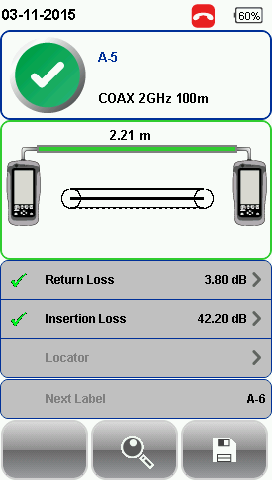 03-11-2015 60%
A-5
COAX 2GHz 100m
2.21 m
Return Loss 3.80 dB
Insertion Loss 42.20 dB
Locator
Next Label A-6